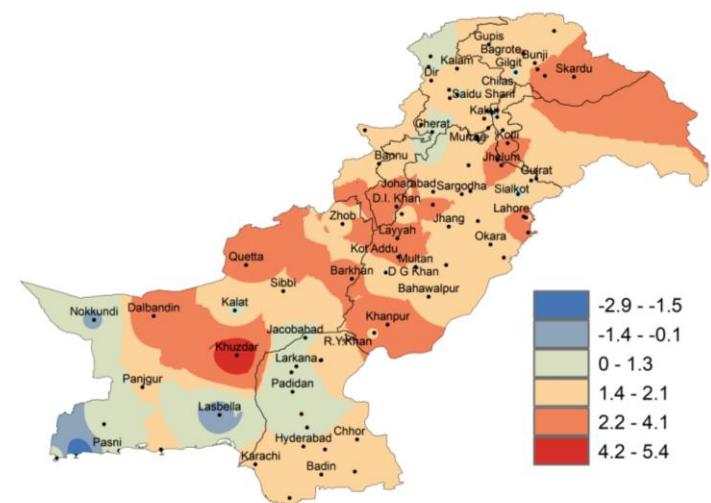 Gupis
Bagrote
Bunji
Gilgit
Kalam
Skardu
Dir
Chilas
Saidu Sharif
Cherat
Kotli
Bannu
Jhelum
Gujrat
Joharabad
Sargodha
Sialkot
D.I. Khan
Lahore
Zhob
Jhang
Layyah
Okara
Quetta
Kot Addu
Multan
Barkhan
D G Khan
Sibbi
Bahawalpur
Kalat
Nokkundi
Dalbandin
Khanpur
Jacobabad
R.Y.Khan
Khuzdar
Larkana
Panjgur
Padidan
Lasbella
Pasni
Hyderabad
Chhor
Karachi
Badin
-2.9 - -1.5
-1.4 - -0.1
0 - 1.3
1.4 - 2.1
2.2 - 4.1
4.2 - 5.4